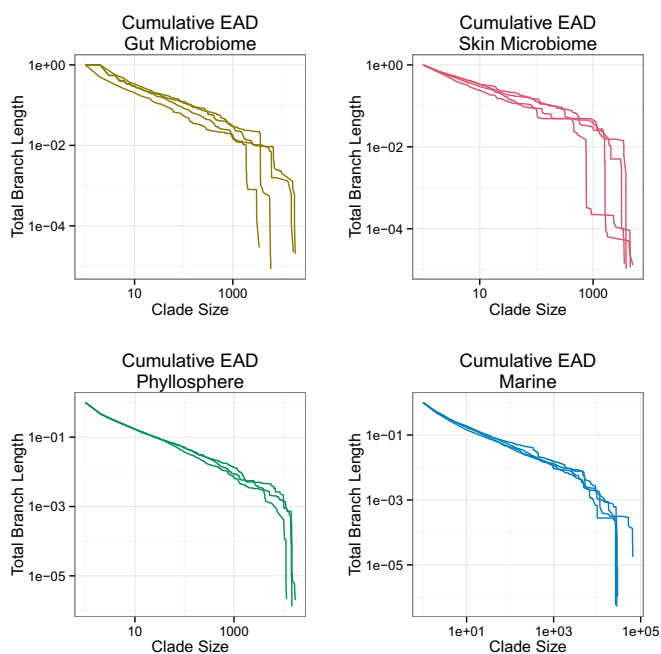 Cumulative EAD
Gut Microbiome
Total Branch Length
1e+00
1e−02
1e−04
10
1000
Clade Size
Cumulative EAD
Skin Microbiome
Total Branch Length
1e+00
1e−02
1e−04
10
1000
Clade Size
Cumulative EAD
Phyllosphere
Total Branch Length
1e−01
1e−03
1e−05
10
1000
Clade Size
Cumulative EAD
Marine
Total Branch Length
1e−01
1e−03
1e−05
1e+01
1e+03
1e+05
Clade Size